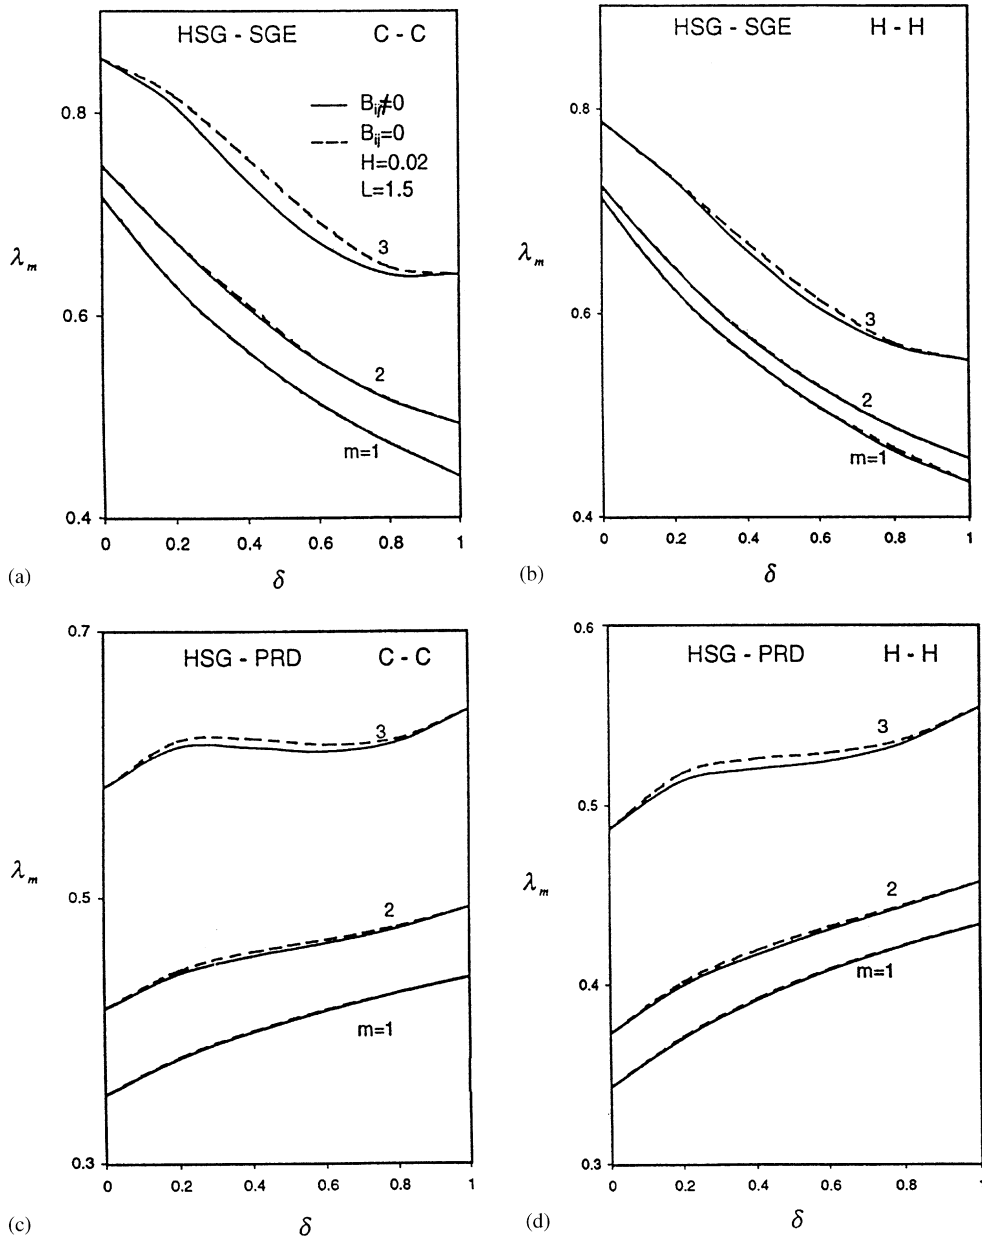 HSG - SGE C - C
B_ij≠0
B_ij=0
H=0.02
L=1.5
0.8
0.6
0.4
λ_m
3
2
m=1
0 0.2 0.4 0.6 0.8 1
(a) δ
HSG - SGE H - H
0.8
0.6
0.4
λ_m
3
2
m=1
0 0.2 0.4 0.6 0.8 1
(b) δ
HSG - PRD C - C
0.7
0.5
0.3
λ_m
3
2
m=1
0 0.2 0.4 0.6 0.8 1
(c) δ
HSG - PRD H - H
0.6
0.5
0.4
0.3
λ_m
3
2
m=1
0 0.2 0.4 0.6 0.8 1
(d) δ